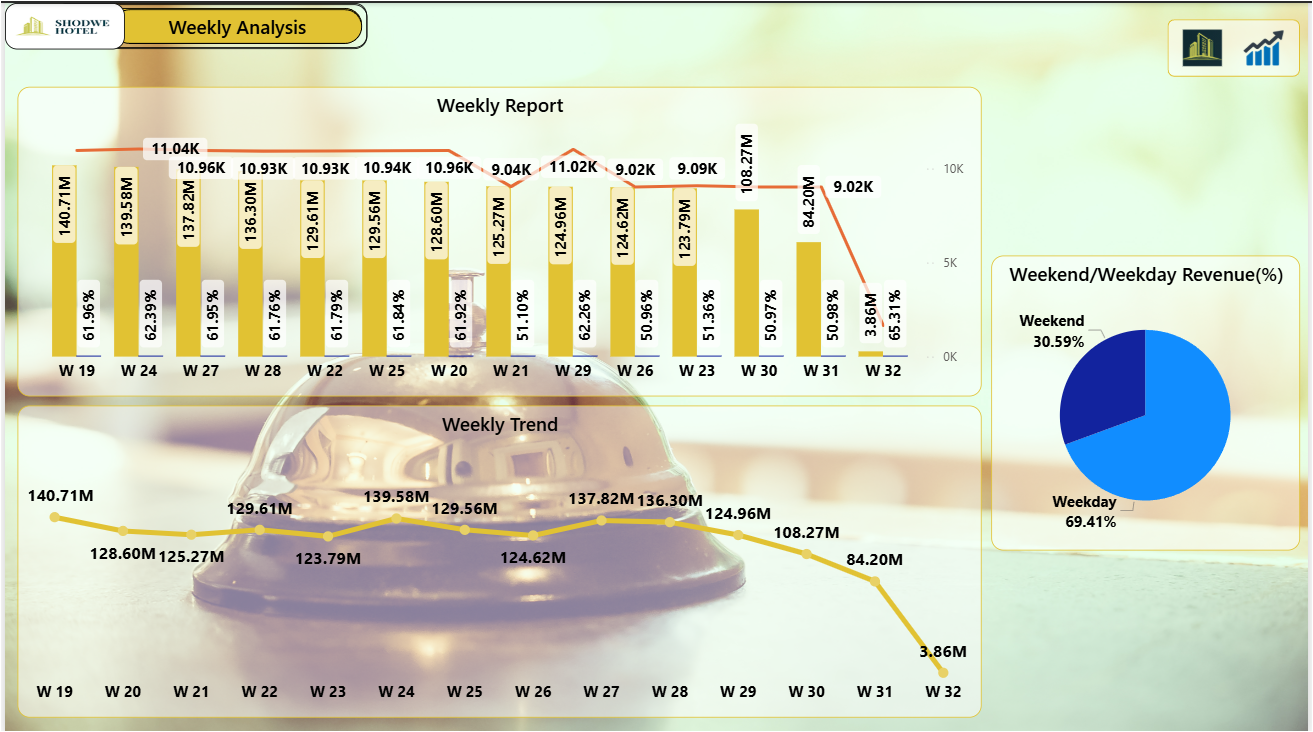 SHODWE
HOTEL
Weekly Analysis
Weekly Report
140.71M
139.58M
137.82M
136.30M
129.61M
129.56M
128.60M
125.27M
124.96M
124.62M
123.79M
108.27M
84.20M
3.86M
11.04K
10.96K
10.93K
10.93K
10.94K
10.96K
9.04K
11.02K
9.02K
9.09K
9.02K
61.96%
62.39%
61.95%
61.76%
61.79%
61.84%
61.92%
51.10%
62.26%
50.96%
51.36%
50.97%
50.98%
65.31%
10K
5K
0K
W 19 W 24 W 27 W 28 W 22 W 25 W 20 W 21 W 29 W 26 W 23 W 30 W 31 W 32
Weekend/Weekday Revenue(%)
Weekend
30.59%
Weekday
69.41%
Weekly Trend
140.71M
128.60M
125.27M
129.61M
123.79M
139.58M
129.56M
124.62M
137.82M
136.30M
124.96M
108.27M
84.20M
3.86M
W 19 W 20 W 21 W 22 W 23 W 24 W 25 W 26 W 27 W 28 W 29 W 30 W 31 W 32